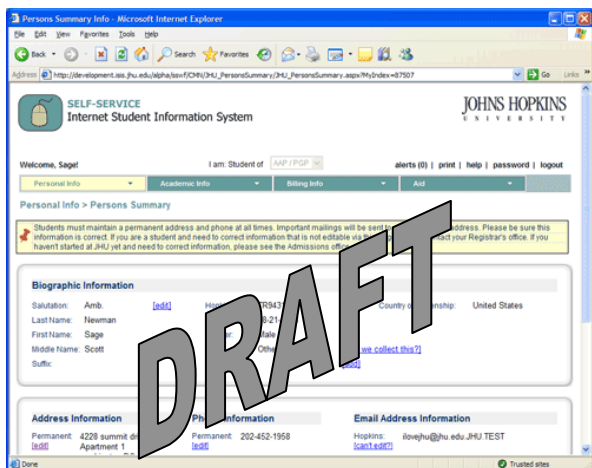 Persons Summary Info - Microsoft Internet Explorer
File Edit View Favorites Tools Help
Back Search Favorites
Address http://development.isis.jhu.edu/alpha/sswf/CMN/JHU_PersonsSummary/JHU_PersonsSummary.aspx?MyIndex=87507 Go Links »
SELF-SERVICE
Internet Student Information System
JOHNS HOPKINS
UNIVERSITY
Welcome, Sage! I am: Student of AAP / PGP alerts (0) | print | help | password | logout
Personal Info Academic Info Billing Info Aid
Personal Info > Persons Summary
Students must maintain a permanent address and phone at all times. Important mailings will be sent to address. Please be sure this
information is correct. If you are a student and need to correct information that is not editable via your Registrar's office. If you
haven't started at JHU yet and need to correct information, please see the Admissions office
Biographic Information
Salutation: Amb. [edit] Country of United States
Last Name: Newman
First Name: Sage
Middle Name: Scott we collect this?]
Suffix:
DRAFT
Address Information Information Email Address Information
Permanent 4228 summit Permanent 202-452-1958 Hopkins: ilovejhu@jhu.edu.JHU.TEST
[edit] Apartment 1 [edit] [can't edit?]
Done Trusted sites